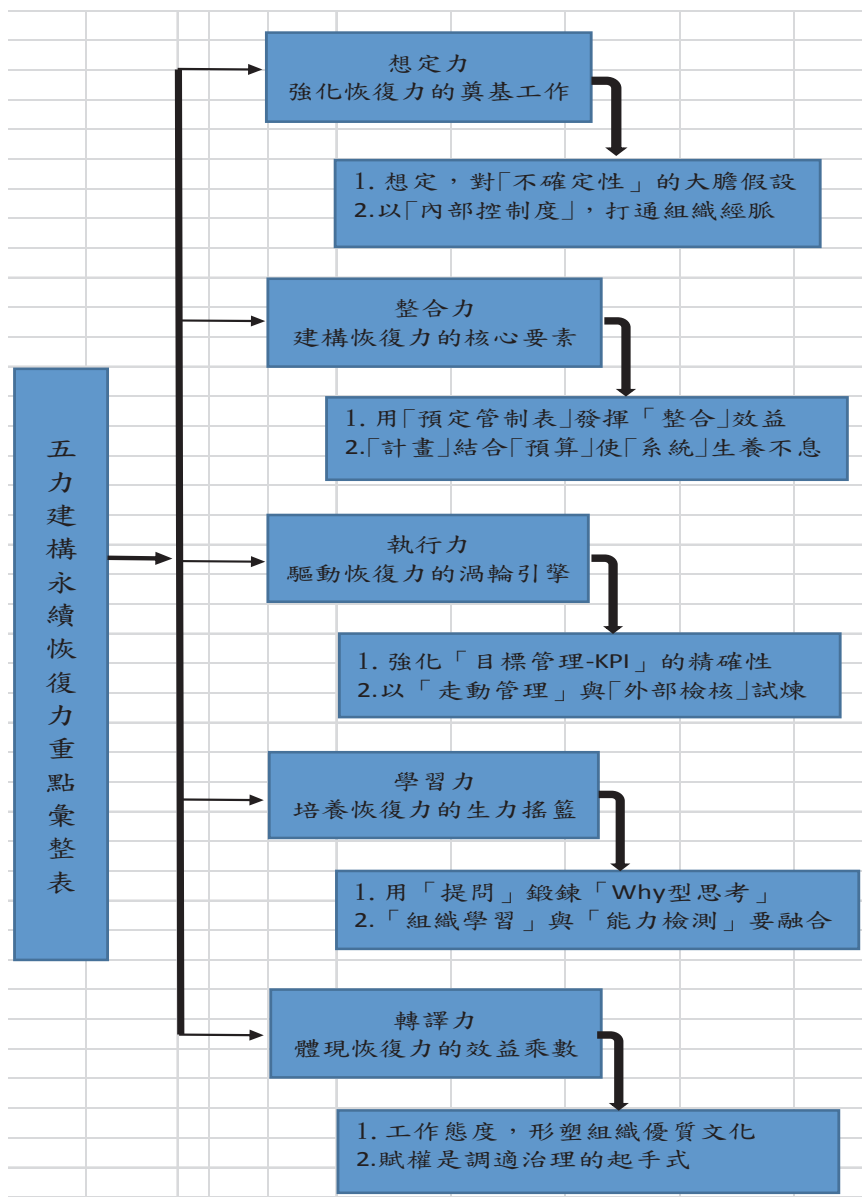 五力建構永續恢復力重點彙整表
想定力
強化恢復力的奠基工作
1. 想定，對「不確定性」的大膽假設
2.以「內部控制度」，打通組織經脈
整合力
建構恢復力的核心要素
1. 用「預定管制表」發揮「整合」效益
2.「計畫」結合「預算」使「系統」生養不息
執行力
驅動恢復力的渦輪引擎
1. 強化「目標管理-KPI」的精確性
2.以「走動管理」與「外部檢核」試煉
學習力
培養恢復力的生力搖籃
1. 用「提問」鍛鍊「Why型思考」
2.「組織學習」與「能力檢測」要融合
轉譯力
體現恢復力的效益乘數
1. 工作態度，形塑組織優質文化
2.賦權是調適治理的起手式